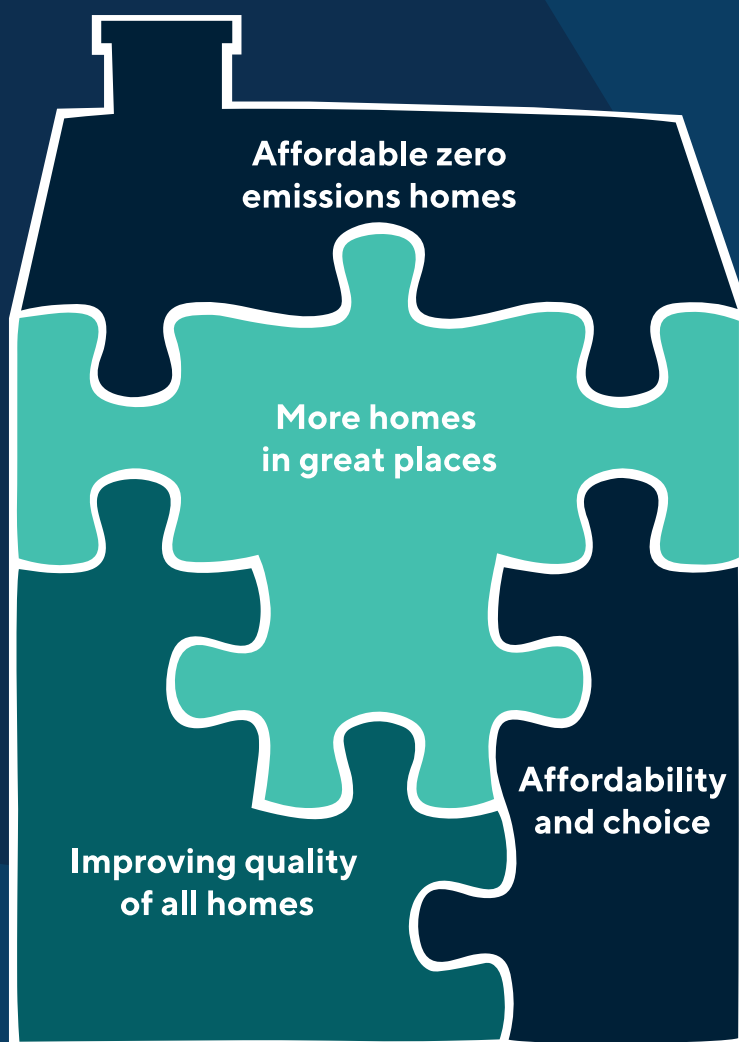 Affordable zero
emissions homes
More homes
in great places
Affordability
and choice
Improving quality
of all homes